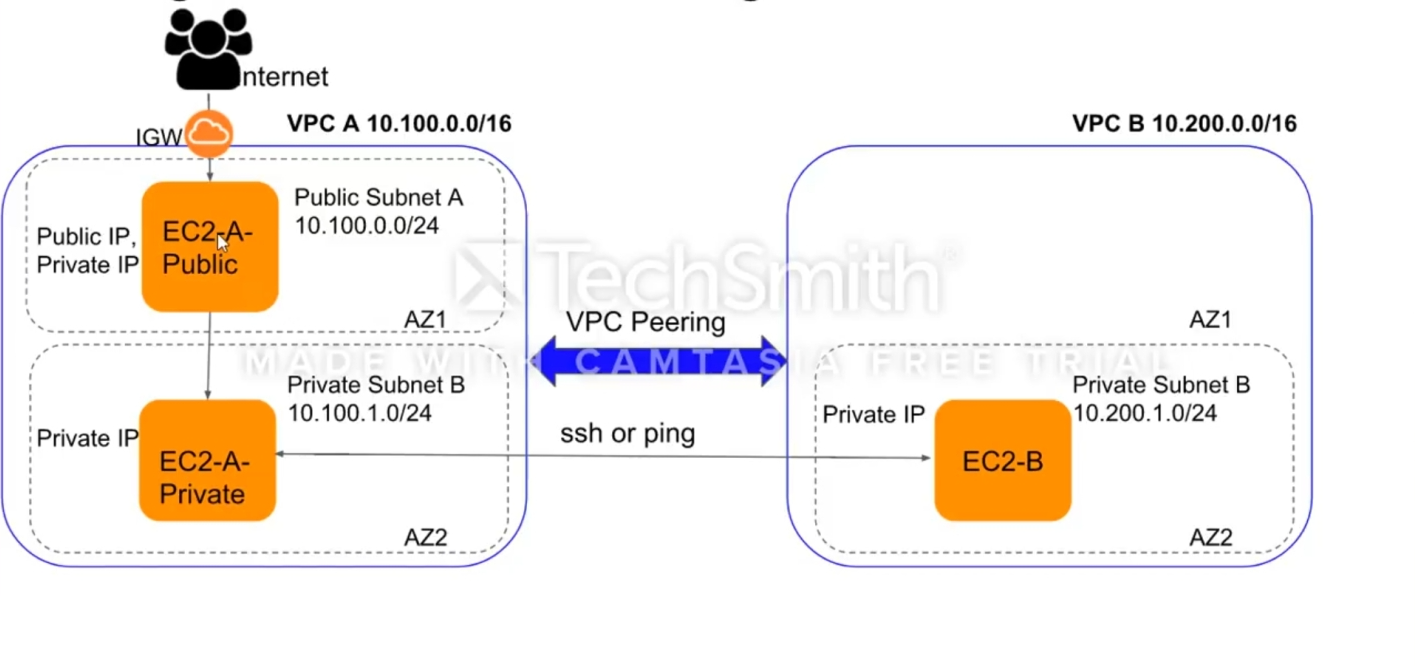 nternet
IGW
VPC A 10.100.0.0/16
VPC B 10.200.0.0/16
Public Subnet A
10.100.0.0/24
Public IP,
Private IP
EC2-A-
Public
AZ1
TechSmith®
VPC Peering
AZ1
MADE WITH CAMTASIA FREE TRIAL
Private Subnet B
10.100.1.0/24
Private IP
EC2-A-
Private
AZ2
ssh or ping
Private Subnet B
10.200.1.0/24
Private IP
EC2-B
AZ2